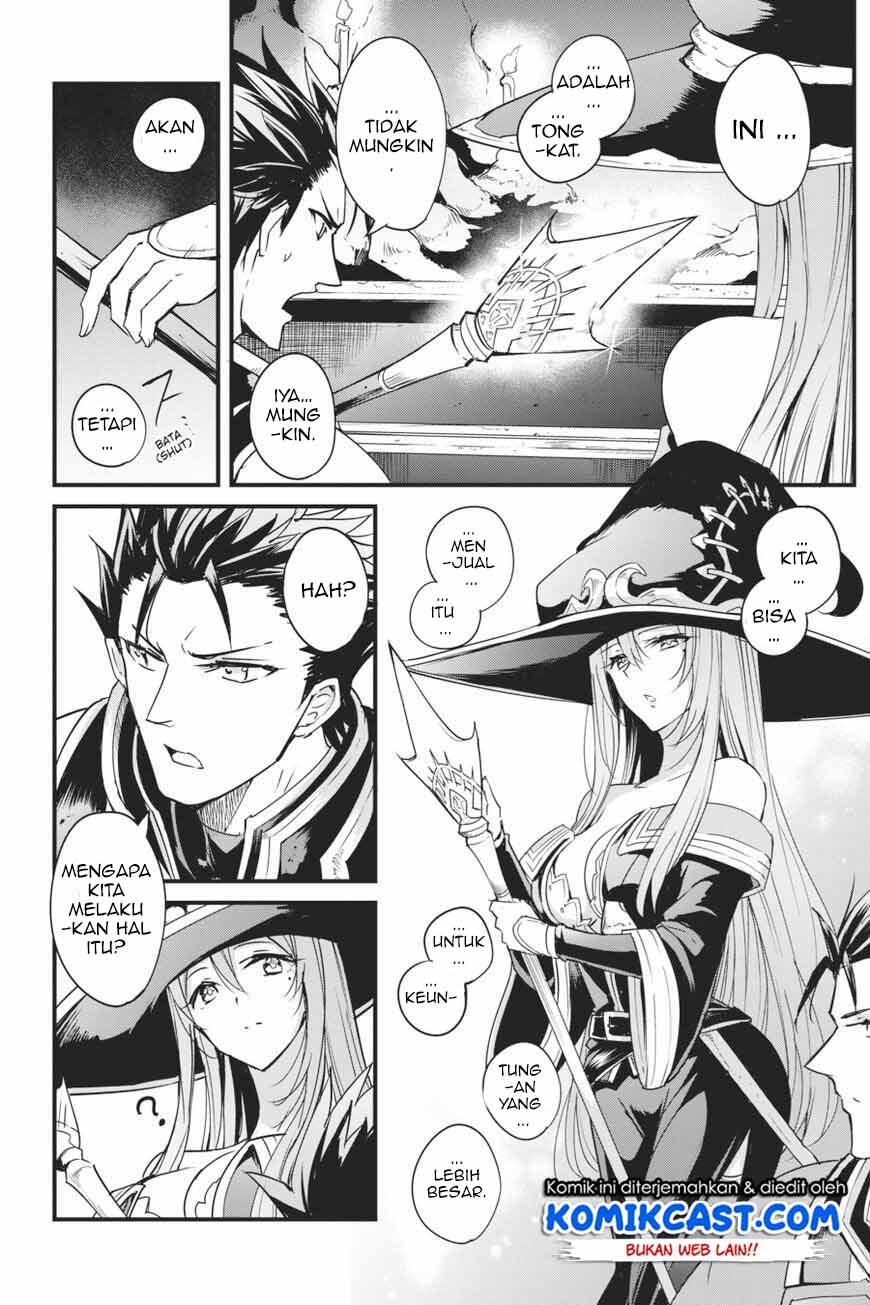 INI ...
...
ADALAH
...
...
TONG
-KAT.
...
TIDAK
MUNGKIN
.
IYA...
MUNG
-KIN.
AKAN
...
...
TETAPI
...
BATA
(SHUT)
...
KITA
...
...
BISA
...
...
MEN
-JUAL
...
...
ITU
...
...
UNTUK
...
...
KEUN-
TUNG
-AN YANG
...
...
LEBIH
BESAR.
HAH?
MENGAPA
KITA
MELAKU
-KAN HAL
ITU?
?
Komik ini diterjemahkan & diedit oleh
KOMIKCAST.COM
BUKAN WEB LAIN!!